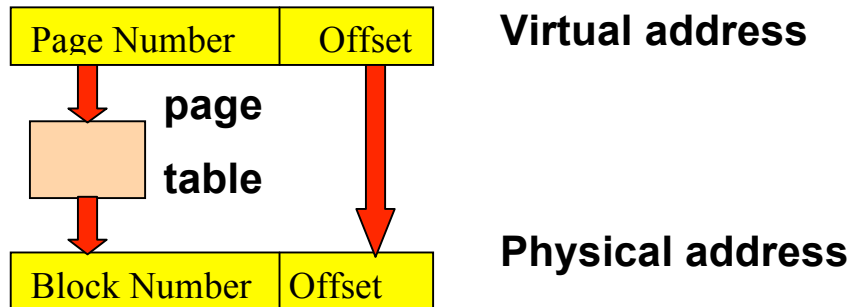 Page Number Offset Virtual address
page
table
Physical address
Block Number Offset